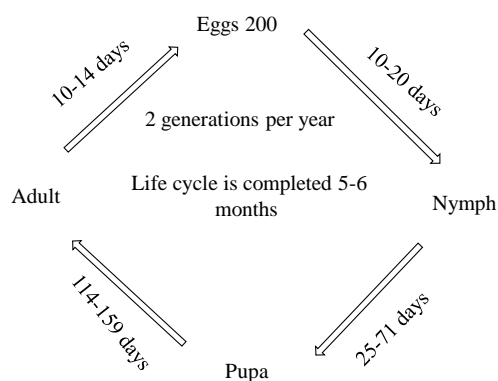 Eggs 200
10-14 days
10-20 days
2 generations per year
Life cycle is completed 5-6
months
Adult
Nymph
114-159 days
25-71 days
Pupa